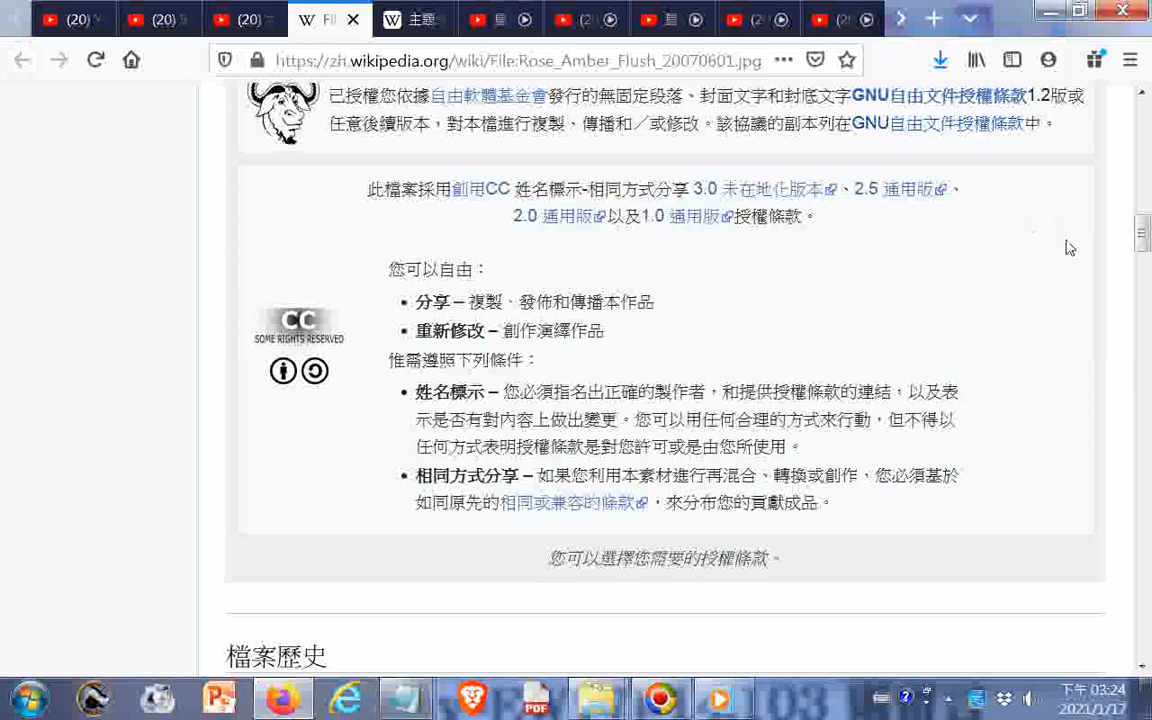 (20)
(20)
(20)
W
主題
(2
(2
(2
https://zh.wikipedia.org/wiki/File:Rose_Amber_Flush_20070601.jpg
已授權您依據自由軟體基金會發行的無固定段落、封面文字和封底文字GNU自由文件授權條款1.2版或
任意後續版本，對本檔進行複製、傳播和／或修改。該協議的副本列在GNU自由文件授權條款中。
此檔案採用創用CC 姓名標示-相同方式分享 3.0 未在地化版本、2.5 通用版、
2.0 通用版以及1.0 通用版授權條款。
您可以自由：
• 分享 – 複製、發佈和傳播本作品
• 重新修改 – 創作演繹作品
惟需遵照下列條件：
CC
SOME RIGHTS RESERVED
• 姓名標示 – 您必須指名出正確的製作者，和提供授權條款的連結，以及表
示是否有對內容上做出變更。您可以用任何合理的方式來行動，但不得以
任何方式表明授權條款是對您許可或是由您所使用。
• 相同方式分享 – 如果您利用本素材進行再混合、轉換或創作，您必須基於
如同原先的相同或兼容的條款，來分布您的貢獻成品。
您可以選擇您需要的授權條款。
檔案歷史
PDF
下午 03:24
2021/1/17